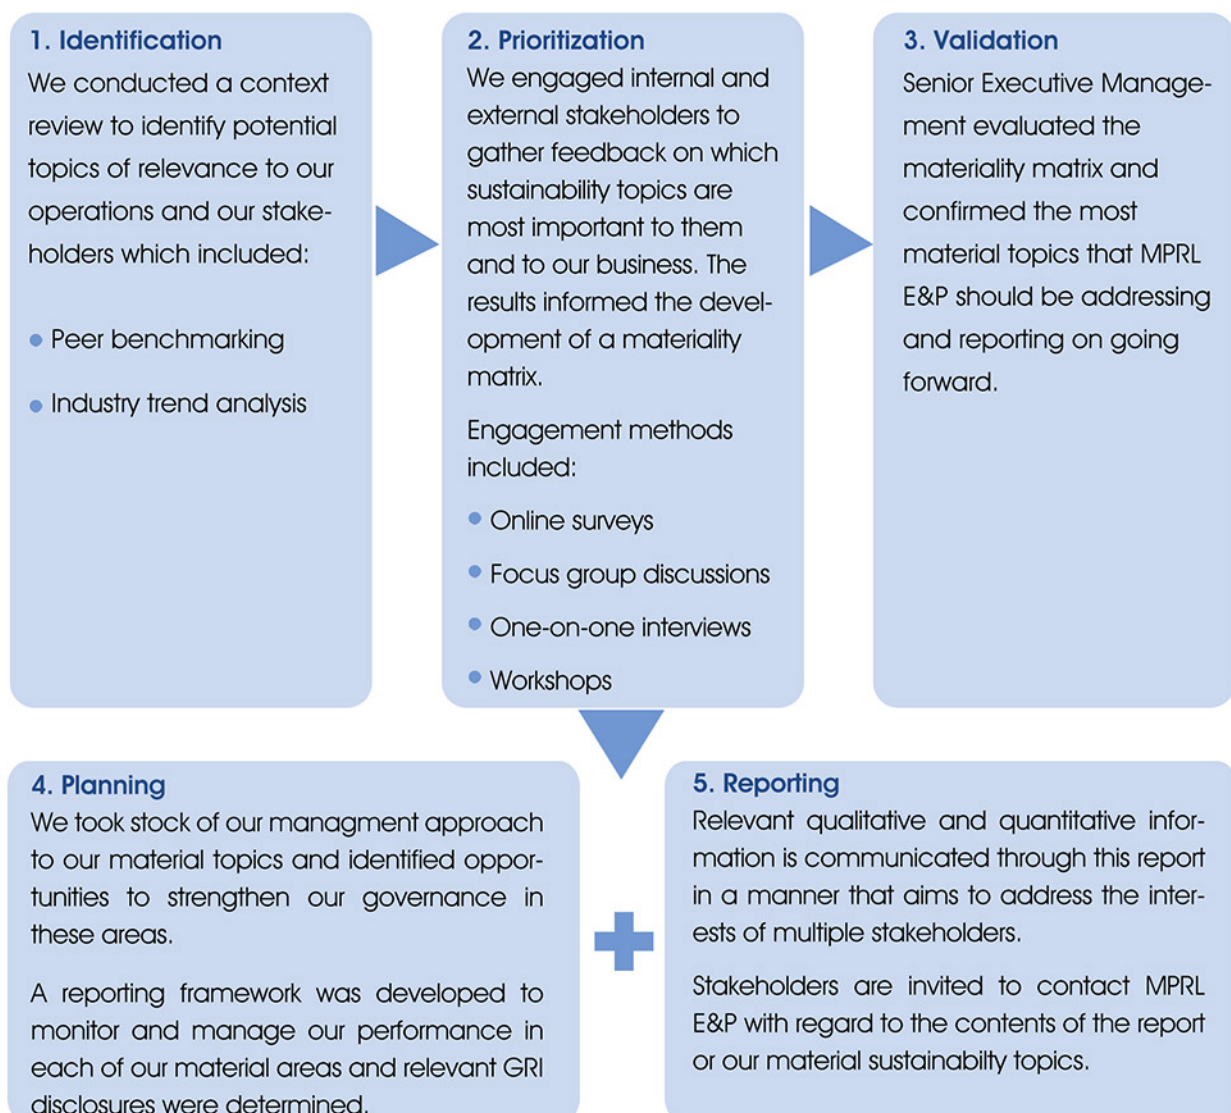 1. Identification
We conducted a context
review to identify potential
topics of relevance to our
operations and our stake-
holders which included:
• Peer benchmarking
• Industry trend analysis
2. Prioritization
We engaged internal and
external stakeholders to
gather feedback on which
sustainability topics are
most important to them
and to our business. The
results informed the devel-
opment of a materiality
matrix.
Engagement methods
included:
• Online surveys
• Focus group discussions
• One-on-one interviews
• Workshops
3. Validation
Senior Executive Manage-
ment evaluated the
materiality matrix and
confirmed the most
material topics that MPRL
E&P should be addressing
and reporting on going
forward.
4. Planning
We took stock of our managment approach
to our material topics and identified oppor-
tunities to strengthen our governance in
these areas.
A reporting framework was developed to
monitor and manage our performance in
each of our material areas and relevant GRI
disclosures were determined.
5. Reporting
Relevant qualitative and quantitative infor-
mation is communicated through this report
in a manner that aims to address the inter-
ests of multiple stakeholders.
Stakeholders are invited to contact MPRL
E&P with regard to the contents of the report
or our material sustainabilty topics.